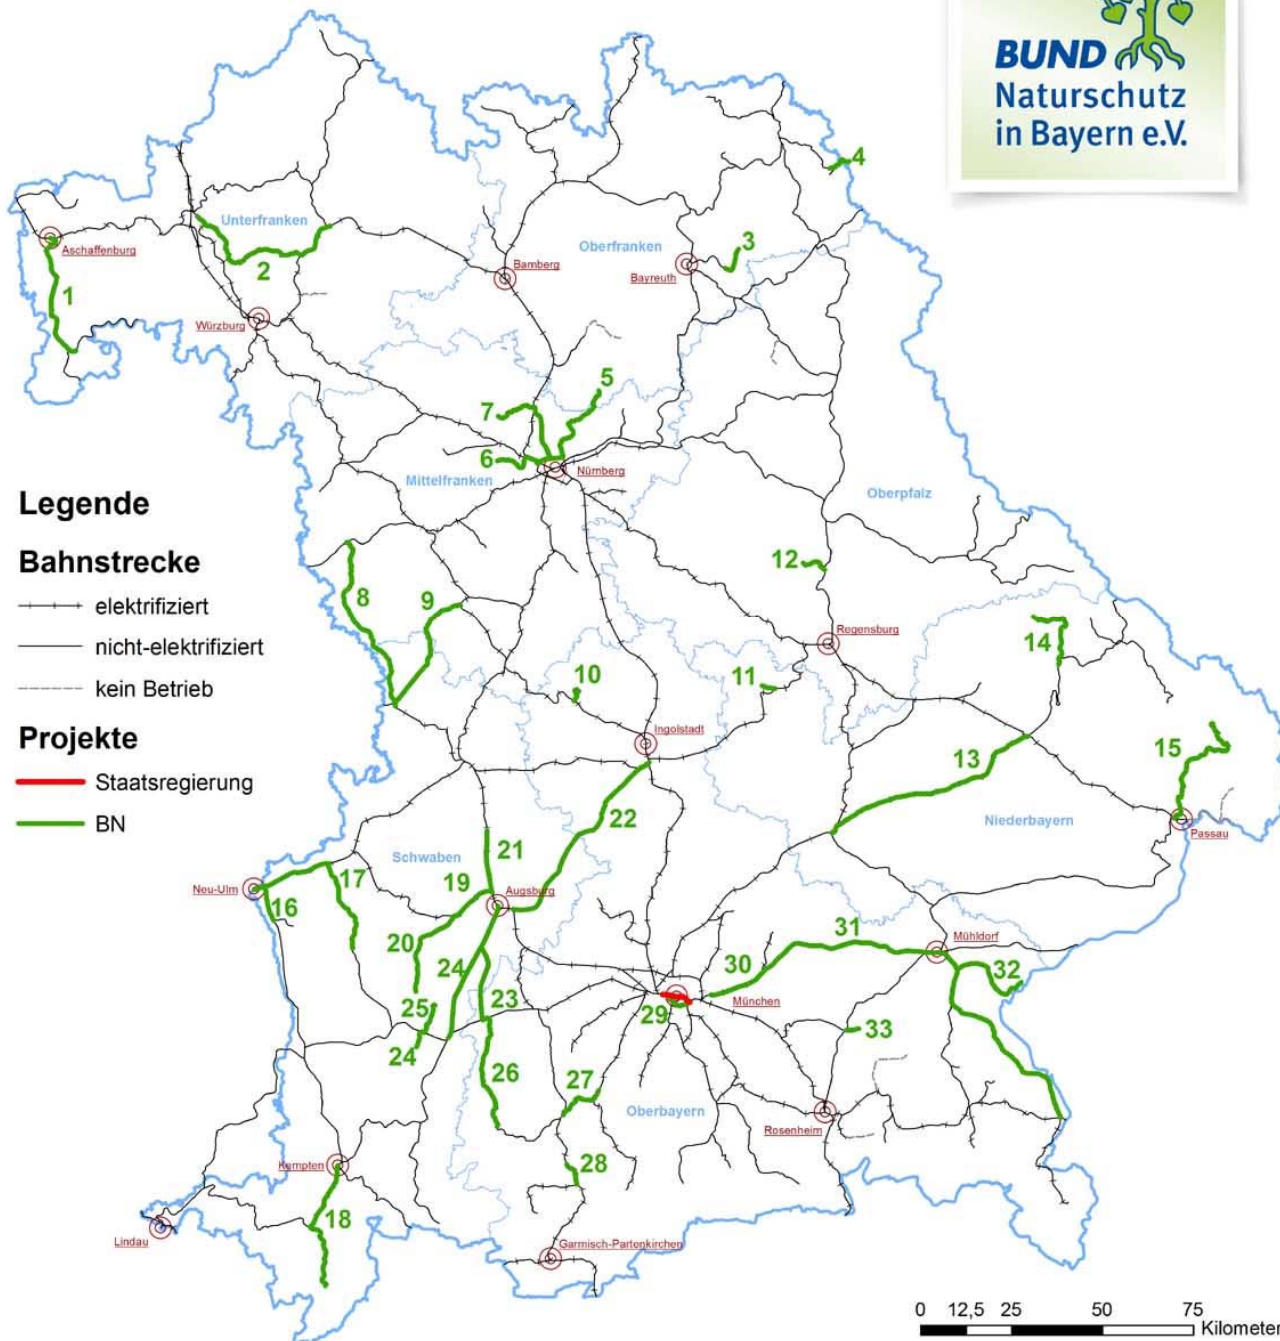 BUND
Naturschutz
in Bayern e.V.
4
Unterfranken
Aschaffenburg
Oberfranken
3
Bamberg
Bayreuth
2
1
Würzburg
5
7
6
Nürnberg
Mittelfranken
Oberpfalz
Legende
Bahnstrecke
elektrifiziert
nicht-elektrifiziert
kein Betrieb
Projekte
Staatsregierung
BN
12
8
9
Regensburg
14
10
11
Ingolstadt
15
13
22
Niederbayern
Passau
21
Schwaben
17
19
Neu-Ulm
Augsburg
16
31
Mühldorf
20
24
30
32
23
München
25
29
33
24
26
27
Oberbayern
Rosenheim
28
Kempten
18
Lindau
Garmisch-Partenkirchen
0 12,5 25 50 75
Kilometer